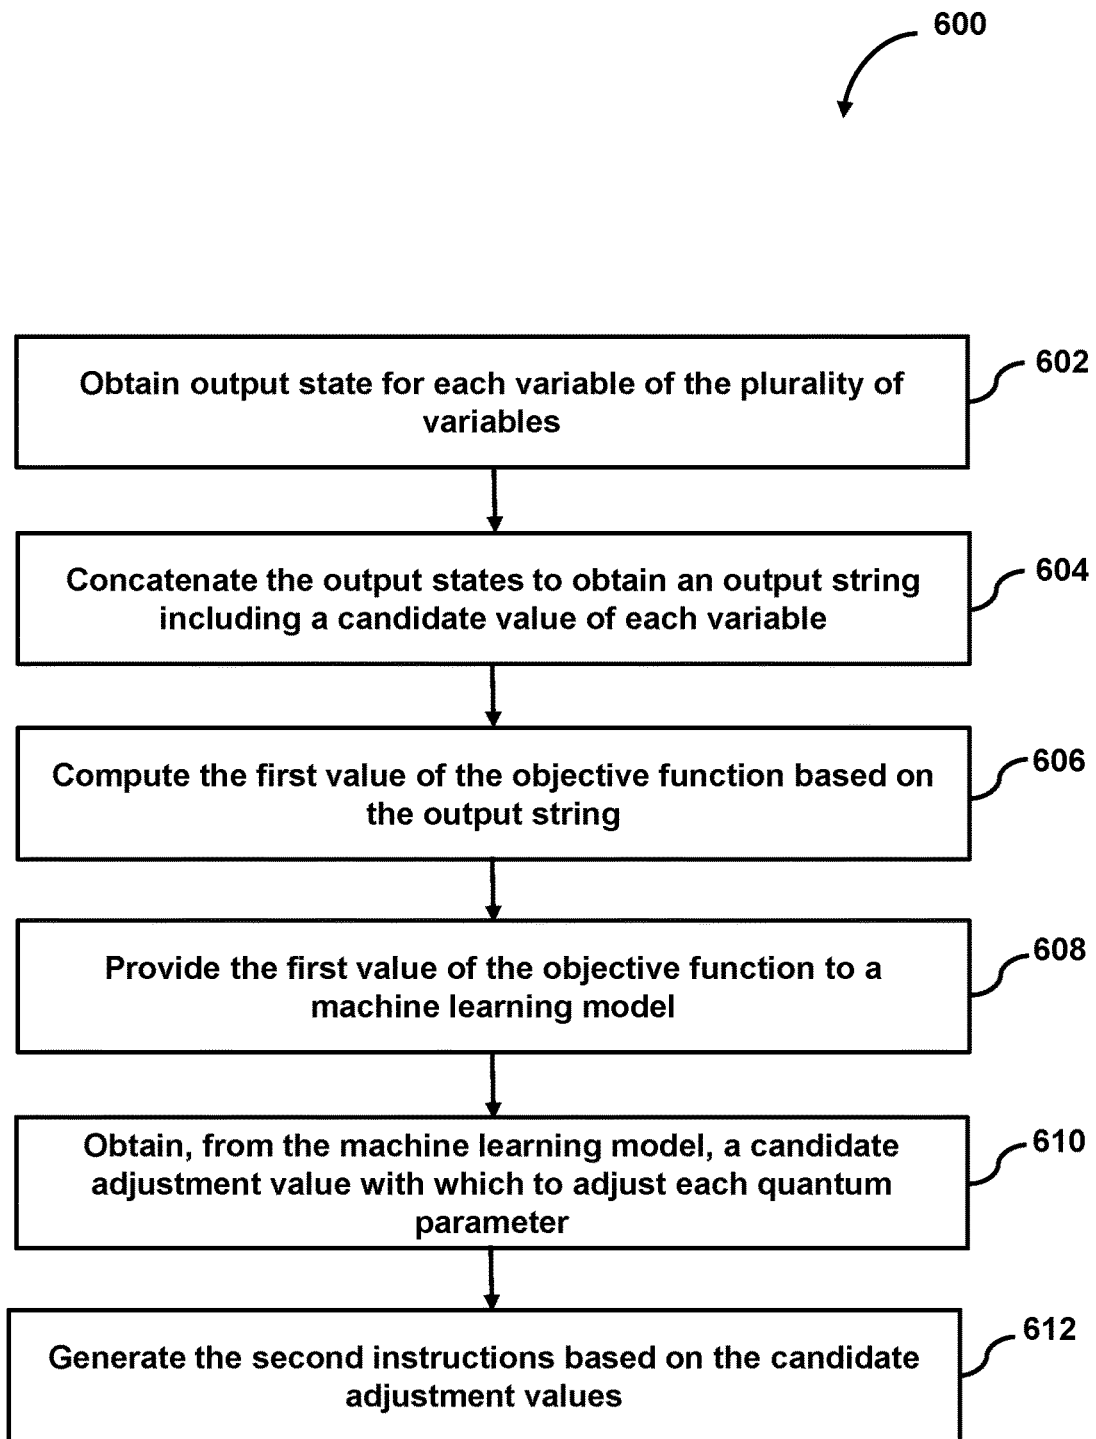 600
Obtain output state for each variable of the plurality of
variables
602
Concatenate the output states to obtain an output string
including a candidate value of each variable
604
Compute the first value of the objective function based on
the output string
606
Provide the first value of the objective function to a
machine learning model
608
Obtain, from the machine learning model, a candidate
adjustment value with which to adjust each quantum
parameter
610
Generate the second instructions based on the candidate
adjustment values
612